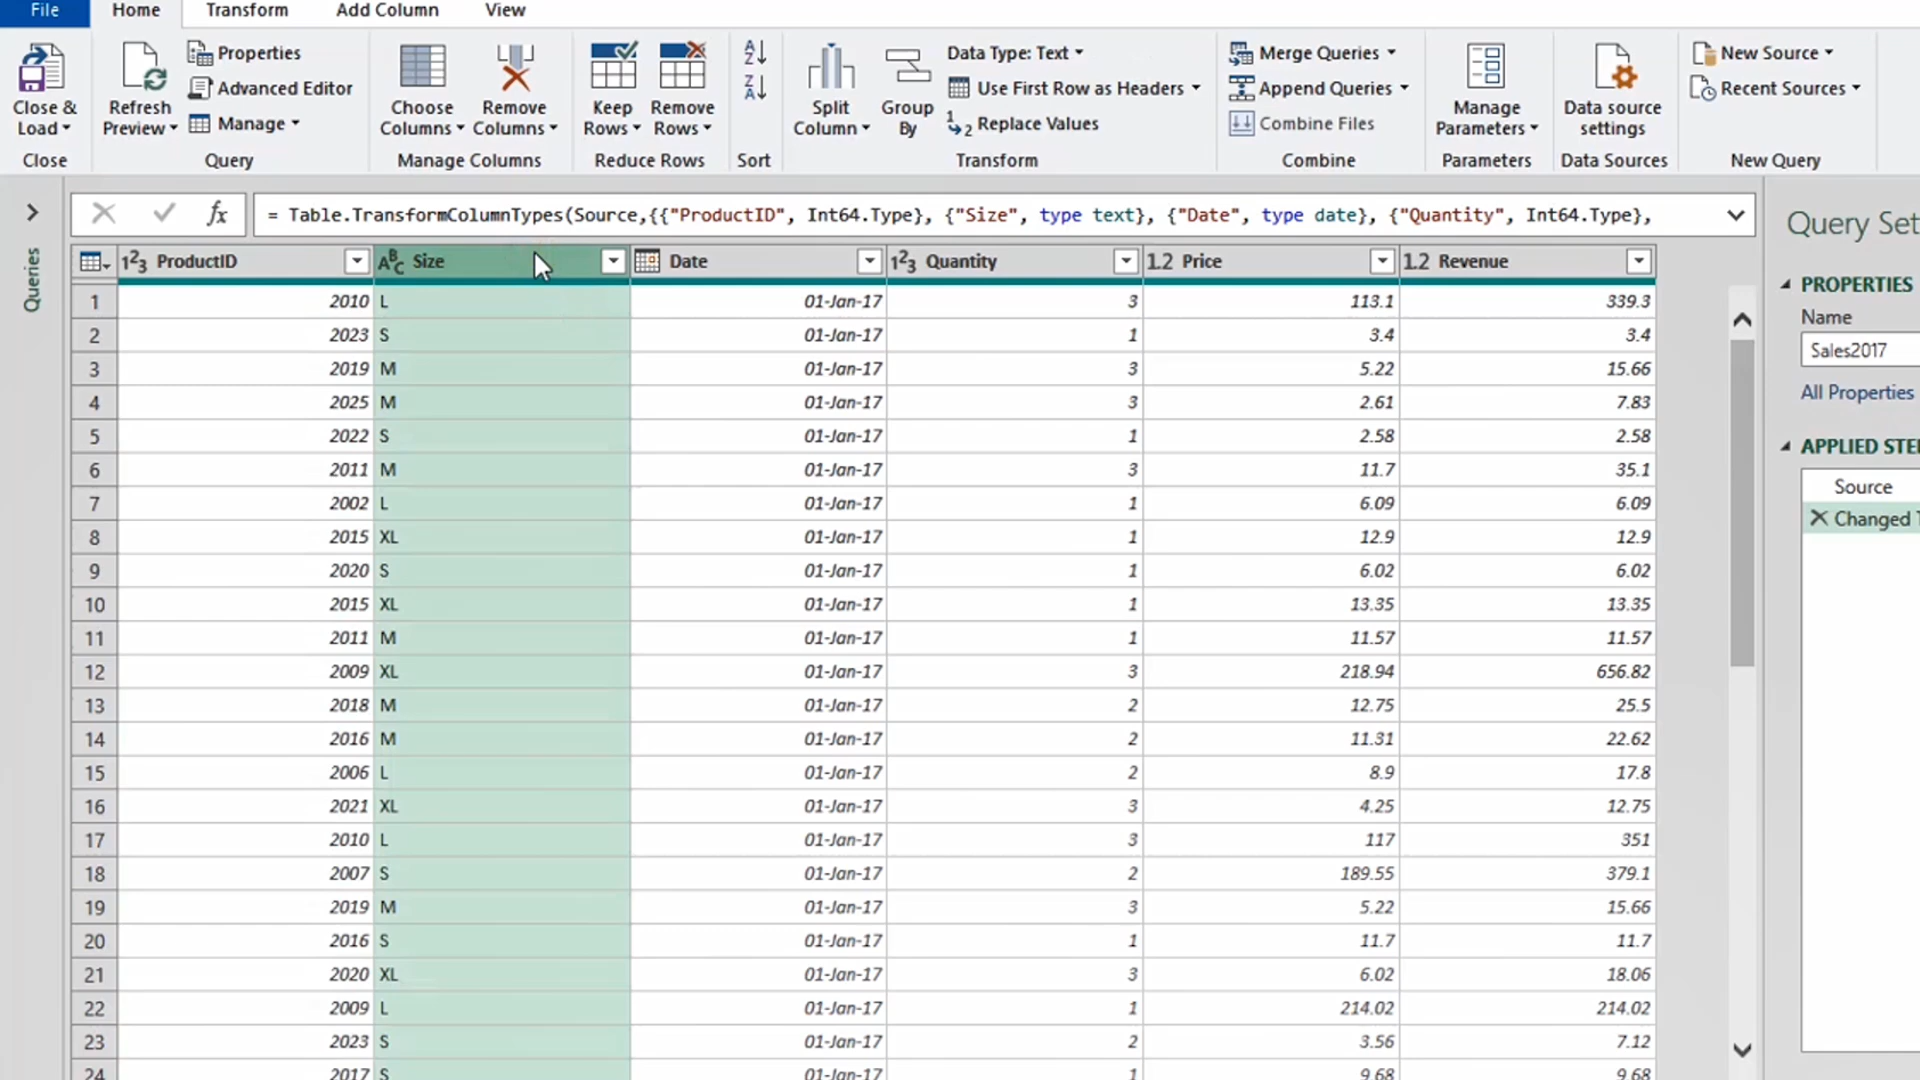 File Home Transform Add Column View
Close & Load
Close
Refresh Preview
Properties
Advanced Editor
Manage
Query
Choose Columns
Remove Columns
Manage Columns
Keep Rows
Remove Rows
Reduce Rows
Sort
Split Column
Group By
Data Type: Text
Use First Row as Headers
Replace Values
Transform
Merge Queries
Append Queries
Combine Files
Combine
Manage Parameters
Parameters
Data source settings
Data Sources
New Source
Recent Sources
New Query
Queries
fx = Table.TransformColumnTypes(Source,{{"ProductID", Int64.Type}, {"Size", type text}, {"Date", type date}, {"Quantity", Int64.Type},
ProductID Size Date Quantity Price Revenue
1 2010 L 01-Jan-17 3 113.1 339.3
2 2023 S 01-Jan-17 1 3.4 3.4
3 2019 M 01-Jan-17 3 5.22 15.66
4 2025 M 01-Jan-17 3 2.61 7.83
5 2022 S 01-Jan-17 1 2.58 2.58
6 2011 M 01-Jan-17 3 11.7 35.1
7 2002 L 01-Jan-17 1 6.09 6.09
8 2015 XL 01-Jan-17 1 12.9 12.9
9 2020 S 01-Jan-17 1 6.02 6.02
10 2015 XL 01-Jan-17 1 13.35 13.35
11 2011 M 01-Jan-17 1 11.57 11.57
12 2009 XL 01-Jan-17 3 218.94 656.82
13 2018 M 01-Jan-17 2 12.75 25.5
14 2016 M 01-Jan-17 2 11.31 22.62
15 2006 L 01-Jan-17 2 8.9 17.8
16 2021 XL 01-Jan-17 3 4.25 12.75
17 2010 L 01-Jan-17 3 117 351
18 2007 S 01-Jan-17 2 189.55 379.1
19 2019 M 01-Jan-17 3 5.22 15.66
20 2016 S 01-Jan-17 1 11.7 11.7
21 2020 XL 01-Jan-17 3 6.02 18.06
22 2009 L 01-Jan-17 1 214.02 214.02
23 2023 S 01-Jan-17 2 3.56 7.12
24 2017 S 01-Jan-17 1 9.68 9.68
Query Set
PROPERTIES
Name
Sales2017
All Properties
APPLIED STE
Source
Changed T